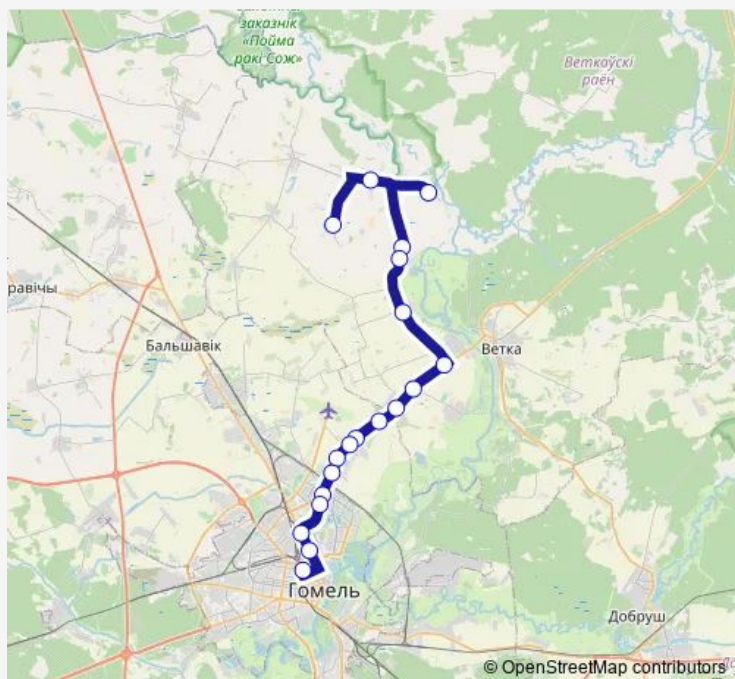 заказнік
«Пойма
ракі Сож»
Веткаўскі
раён
равічы
Бальшавік
Ветка
Гомель
Добруш
© OpenStreetMap contributors